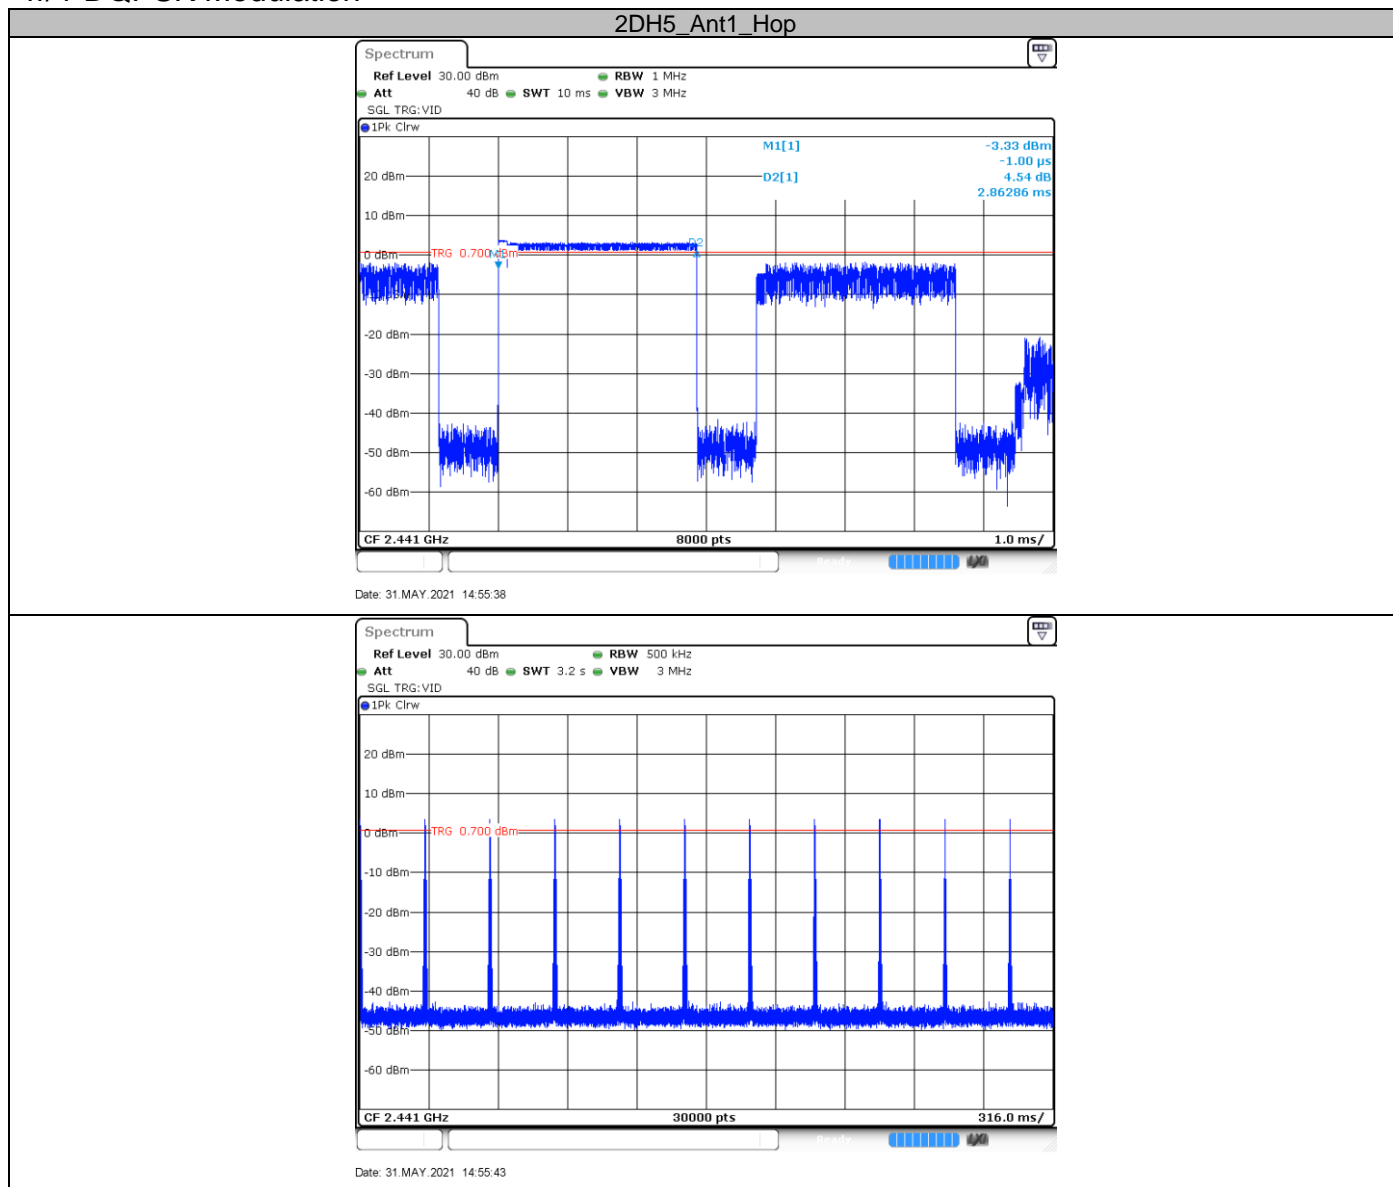 2DH5_Ant1_Hop
Spectrum
Ref Level 30.00 dBm RBW 1 MHz
Att 40 dB SWT 10 ms VBW 3 MHz
SGL TRG:VID
1Pk Clrw
M1[1] -3.33 dBm
-1.00 µs
20 dBm D2[1] 4.54 dB
2.86286 ms
10 dBm
D2
0 dBm TRG 0.700 dBm
-20 dBm
-30 dBm
-40 dBm
-50 dBm
-60 dBm
CF 2.441 GHz 8000 pts 1.0 ms/
Ready
Date: 31.MAY.2021 14:55:38
Spectrum
Ref Level 30.00 dBm RBW 500 kHz
Att 40 dB SWT 3.2 s VBW 3 MHz
SGL TRG:VID
1Pk Clrw
20 dBm
10 dBm
0 dBm TRG 0.700 dBm
-10 dBm
-20 dBm
-30 dBm
-40 dBm
-50 dBm
-60 dBm
CF 2.441 GHz 30000 pts 316.0 ms/
Ready
Date: 31.MAY.2021 14:55:43